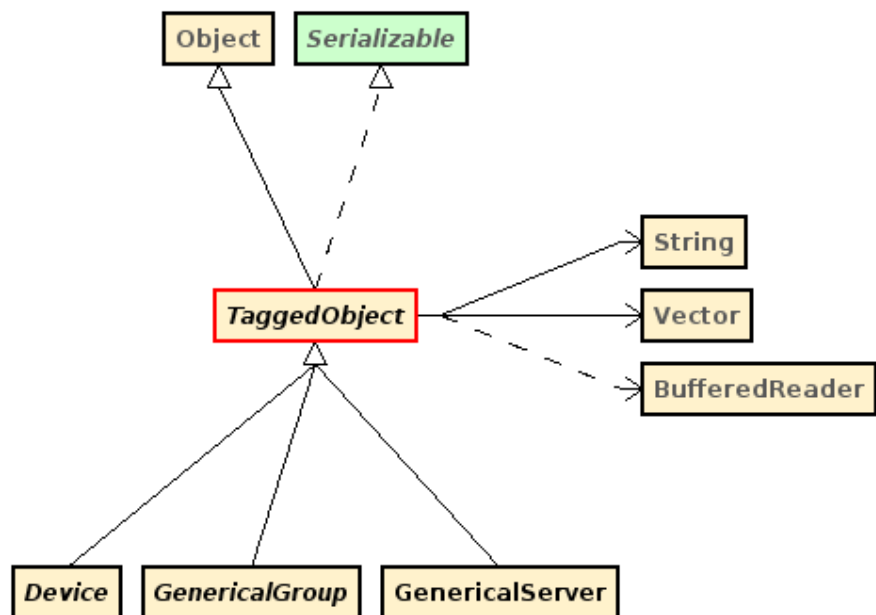 Object
Serializable
String
TaggedObject
Vector
BufferedReader
Device
GenericalGroup
GenericalServer